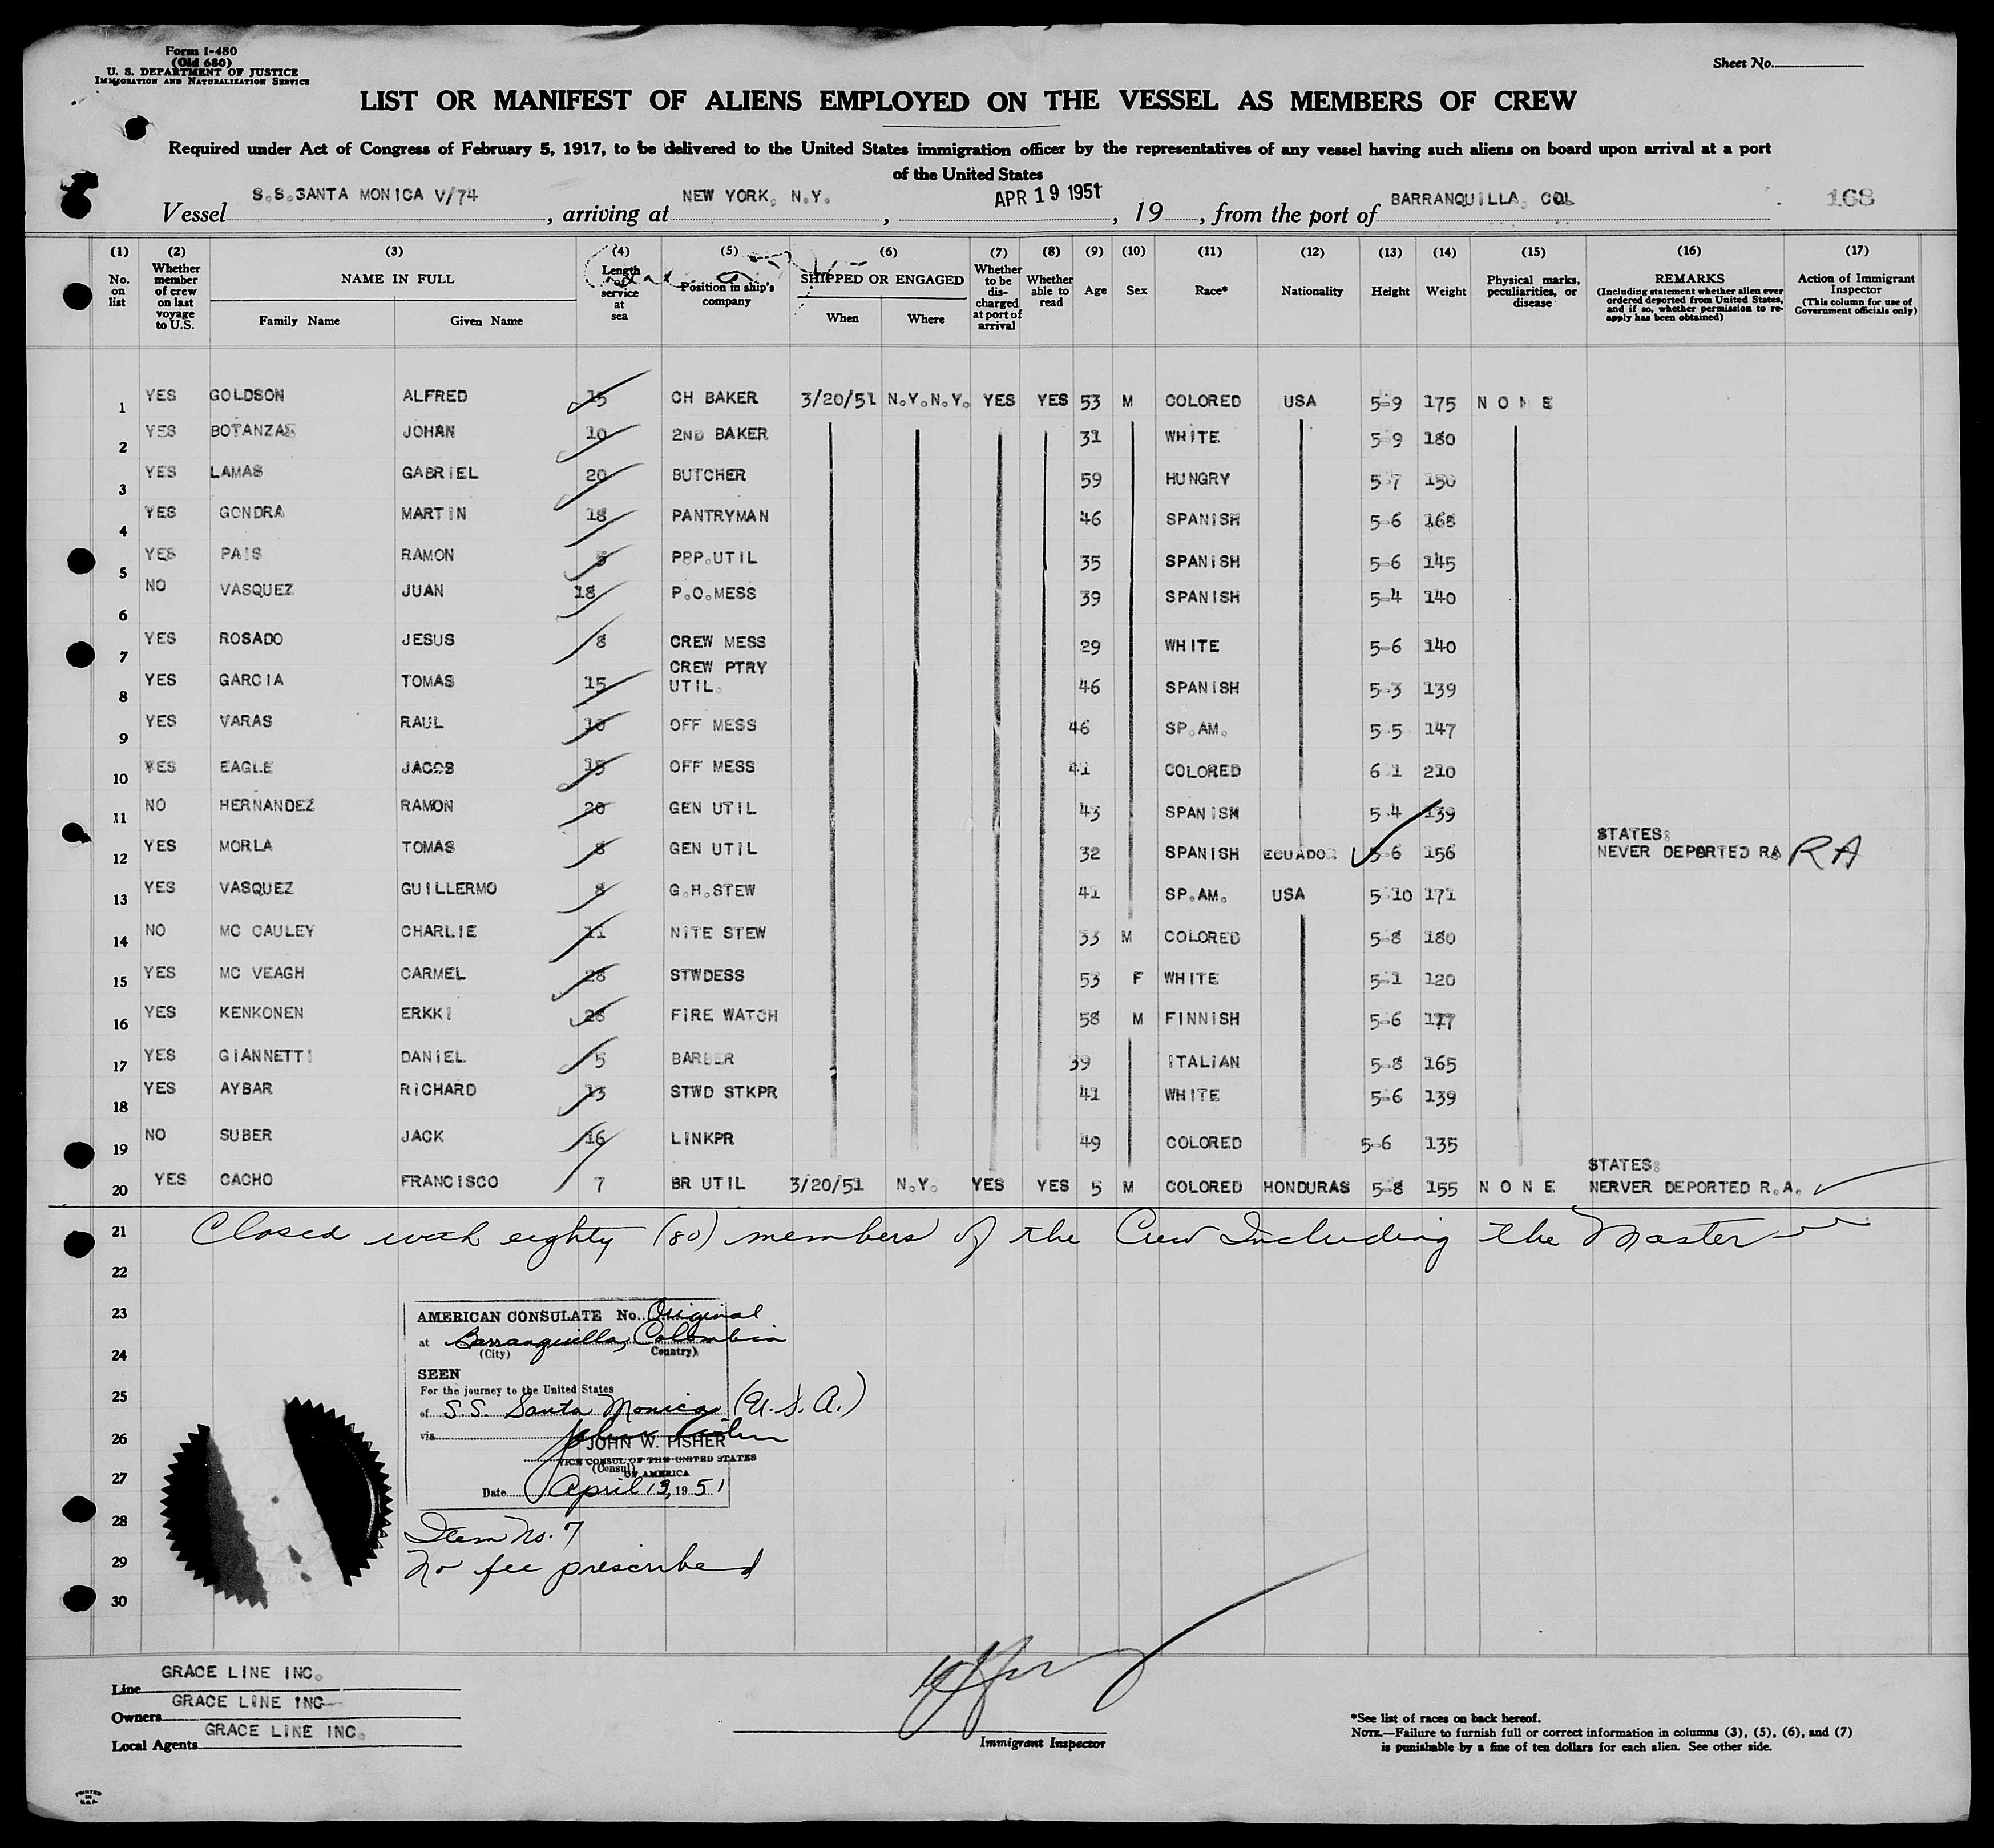 Form I-480
(Old 680)
U. S. DEPARTMENT OF JUSTICE
IMMIGRATION AND NATURALIZATION SERVICE
Sheet No.
LIST OR MANIFEST OF ALIENS EMPLOYED ON THE VESSEL AS MEMBERS OF CREW
Required under Act of Congress of February 5, 1917, to be delivered to the United States immigration officer by the representatives of any vessel having such aliens on board upon arrival at a port
of the United States
Vessel S.S.SANTA MONICA V/74, arriving at NEW YORK, N.Y., APR 19 1951, 19 , from the port of BARRANQUILLA, COL 168
(1) (2) (3) (4) (5) (6) (7) (8) (9) (10) (11) (12) (13) (14) (15) (16) (17)
No. on list
Whether member of crew on last voyage to U.S.
NAME IN FULL
Family Name Given Name
Length of service at sea
Position in ship's company
SHIPPED OR ENGAGED
When Where
Whether to be discharged at port of arrival
Whether able to read
Age
Sex
Race*
Nationality
Height
Weight
Physical marks, peculiarities, or disease
REMARKS
(Including statement whether alien ever ordered deported from United States, and if so, whether permission to re-apply has been obtained)
Action of Immigrant Inspector
(This column for use of Government officials only)
1 YES GOLDSON ALFRED 15 CH BAKER 3/20/51 N.Y.N.Y. YES YES 53 M COLORED USA 5-9 175 NONE
2 YES BOTANZAS JOHAN 10 2ND BAKER 31 WHITE 5-9 180
3 YES LAMAS GABRIEL 20 BUTCHER 59 HUNGRY 5-7 150
4 YES GONDRA MARTIN 18 PANTRYMAN 46 SPANISH 5-6 168
5 YES PAIS RAMON 5 PPP.UTIL 35 SPANISH 5-6 145
6 NO VASQUEZ JUAN 18 P.O.MESS 39 SPANISH 5-4 140
7 YES ROSADO JESUS 8 CREW MESS 29 WHITE 5-6 140
8 YES GARCIA TOMAS 15 CREW PTRY UTIL. 46 SPANISH 5-3 139
9 YES VARAS RAUL 10 OFF MESS 46 SP.AM. 5-5 147
10 YES EAGLE JACOB 15 OFF MESS 41 COLORED 6-1 210
11 NO HERNANDEZ RAMON 20 GEN UTIL 43 SPANISH 5-4 139
STATES:
12 YES MORLA TOMAS 8 GEN UTIL 32 SPANISH ECUADOR 5-6 156 NEVER DEPORTED RA RA
13 YES VASQUEZ GUILLERMO 8 G.H.STEW 41 SP.AM. USA 5-10 171
14 NO MC CAULEY CHARLIE 11 NITE STEW 33 M COLORED 5-8 180
15 YES MC VEAGH CARMEL 28 STWDESS 53 F WHITE 5-1 120
16 YES KENKONEN ERKKI 26 FIRE WATCH 58 M FINNISH 5-6 177
17 YES GIANNETTI DANIEL 5 BARBER 39 ITALIAN 5-8 165
18 YES AYBAR RICHARD 13 STWD STKPR 41 WHITE 5-6 139
19 NO SUBER JACK 16 LINKPR 49 COLORED 5-6 135
STATES:
20 YES CACHO FRANCISCO 7 BR UTIL 3/20/51 N.Y. YES YES 5 M COLORED HONDURAS 5-8 155 NONE NERVER DEPORTED R.A.
21 Closed with eighty (80) members of the Crew Including the Master
22
23 AMERICAN CONSULATE No. Original
at Barranquilla, Colombia
24 (City) Country)
SEEN
For the journey to the United States
25 of S.S. Santa Monica (U.S.A.)
26 via
JOHN W. FISHER
VICE CONSUL OF THE UNITED STATES
(Consul) OF AMERICA
27 Date April 13, 1951
28 Item No. 7
29 No fee prescribed
30
Line GRACE LINE INC.
Owners GRACE LINE INC
Local Agents GRACE LINE INC.
Immigrant Inspector
*See list of races on back hereof.
NOTE.—Failure to furnish full or correct information in columns (3), (5), (6), and (7)
is punishable by a fine of ten dollars for each alien. See other side.
PRINTED
IN
U.S.A.